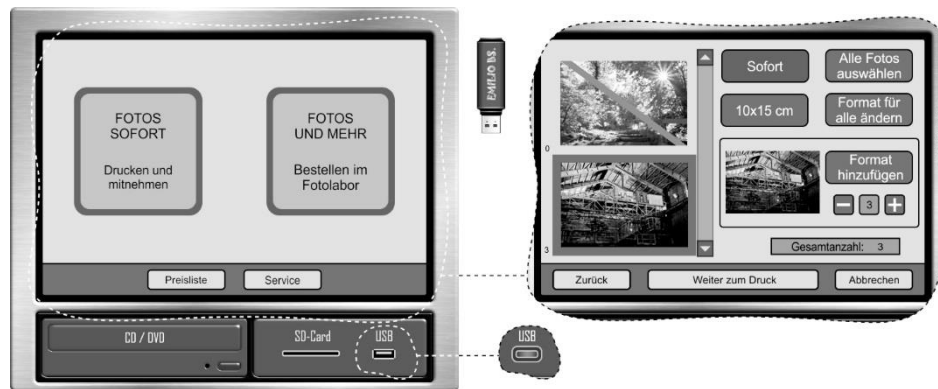 FOTOS
SOFORT
Drucken und
mitnehmen
FOTOS
UND MEHR
Bestellen im
Fotolabor
Preisliste
Service
CD / DVD
SD-Card
USB
EMILIO BS.
USB
0
3
Sofort
Alle Fotos
auswählen
10x15 cm
Format für
alle ändern
Format
hinzufügen
3
Gesamtanzahl: 3
Zurück
Weiter zum Druck
Abbrechen